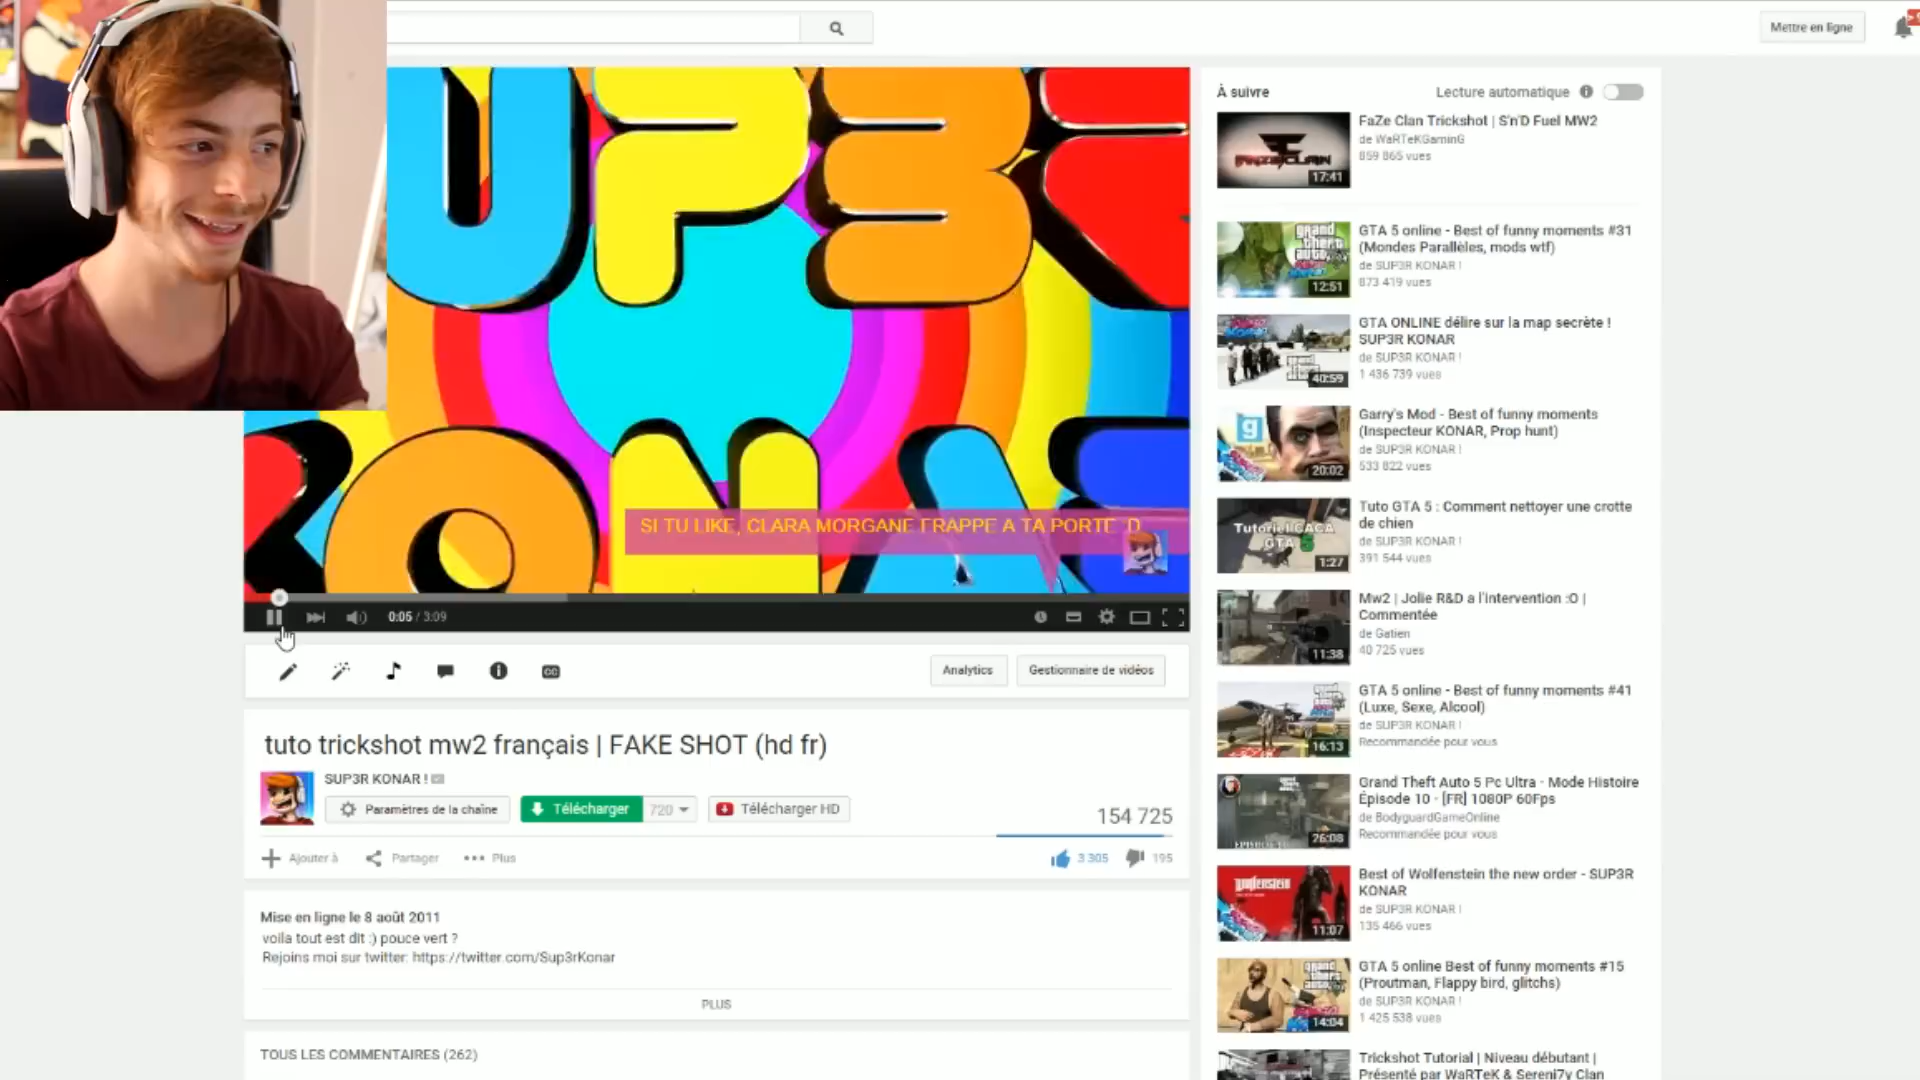 Mettre en ligne
UP3
KONA
SI TU LIKE, CLARA MORGANE FRAPPE A TA PORTE :D
0:05 / 3:09
Analytics
Gestionnaire de vidéos
tuto trickshot mw2 français | FAKE SHOT (hd fr)
SUP3R KONAR !
Paramètres de la chaîne
Télécharger
720
Télécharger HD
154 725
Ajouter à
Partager
Plus
3 305
195
Mise en ligne le 8 août 2011
voila tout est dit :) pouce vert ?
Rejoins moi sur twitter: https://twitter.com/Sup3rKonar
PLUS
TOUS LES COMMENTAIRES (262)
À suivre
Lecture automatique
FaZe Clan Trickshot | S'n'D Fuel MW2
de WaRTeKGaminG
859 865 vues
17:41
GTA 5 online - Best of funny moments #31
(Mondes Parallèles, mods wtf)
de SUP3R KONAR !
873 419 vues
12:51
GTA ONLINE délire sur la map secrète !
SUP3R KONAR
de SUP3R KONAR !
1 436 739 vues
40:59
Garry's Mod - Best of funny moments
(Inspecteur KONAR, Prop hunt)
de SUP3R KONAR !
533 822 vues
20:02
Tuto GTA 5 : Comment nettoyer une crotte
de chien
de SUP3R KONAR !
391 544 vues
Tutoriel CACA
GTA 5
1:27
Mw2 | Jolie R&D a l'intervention :O |
Commentée
de Gatien
40 725 vues
11:38
GTA 5 online - Best of funny moments #41
(Luxe, Sexe, Alcool)
de SUP3R KONAR !
Recommandée pour vous
16:13
Grand Theft Auto 5 Pc Ultra - Mode Histoire
Épisode 10 - [FR] 1080P 60Fps
de BodyguardGameOnline
Recommandée pour vous
EPISODE 10
26:08
Best of Wolfenstein the new order - SUP3R
KONAR
de SUP3R KONAR !
135 466 vues
Wolfenstein
11:07
GTA 5 online Best of funny moments #15
(Proutman, Flappy bird, glitchs)
de SUP3R KONAR !
1 425 538 vues
14:04
Trickshot Tutorial | Niveau débutant |
Présenté par WaRTeK & Sereni7y Clan